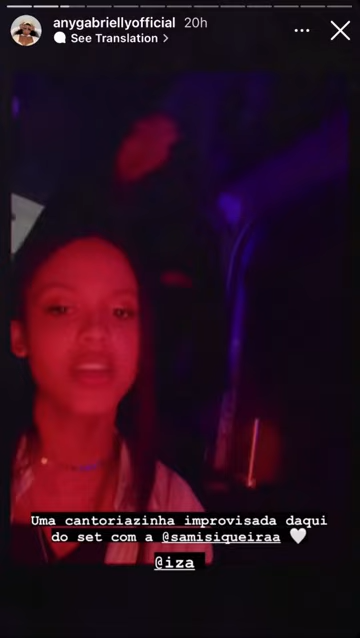 anygabriellyofficial 20h
See Translation >
Uma cantoriazinha improvisada daqui
do set com a @samisiqueiraa 🤍
@iza